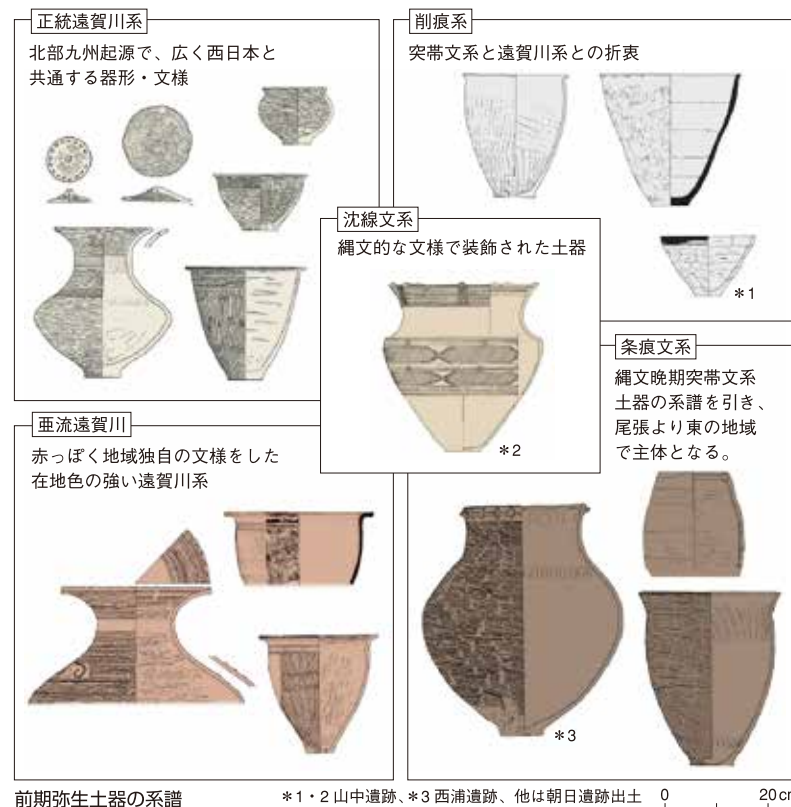 正統遠賀川系
北部九州起源で、広く西日本と
共通する器形・文様
削痕系
突帯文系と遠賀川系との折衷
*1
沈線文系
縄文的な文様で装飾された土器
*2
条痕文系
縄文晩期突帯文系
土器の系譜を引き、
尾張より東の地域
で主体となる。
*3
亜流遠賀川
赤っぽく地域独自の文様をした
在地色の強い遠賀川系
前期弥生土器の系譜
*1・2 山中遺跡、*3 西浦遺跡、他は朝日遺跡出土
0 20cm